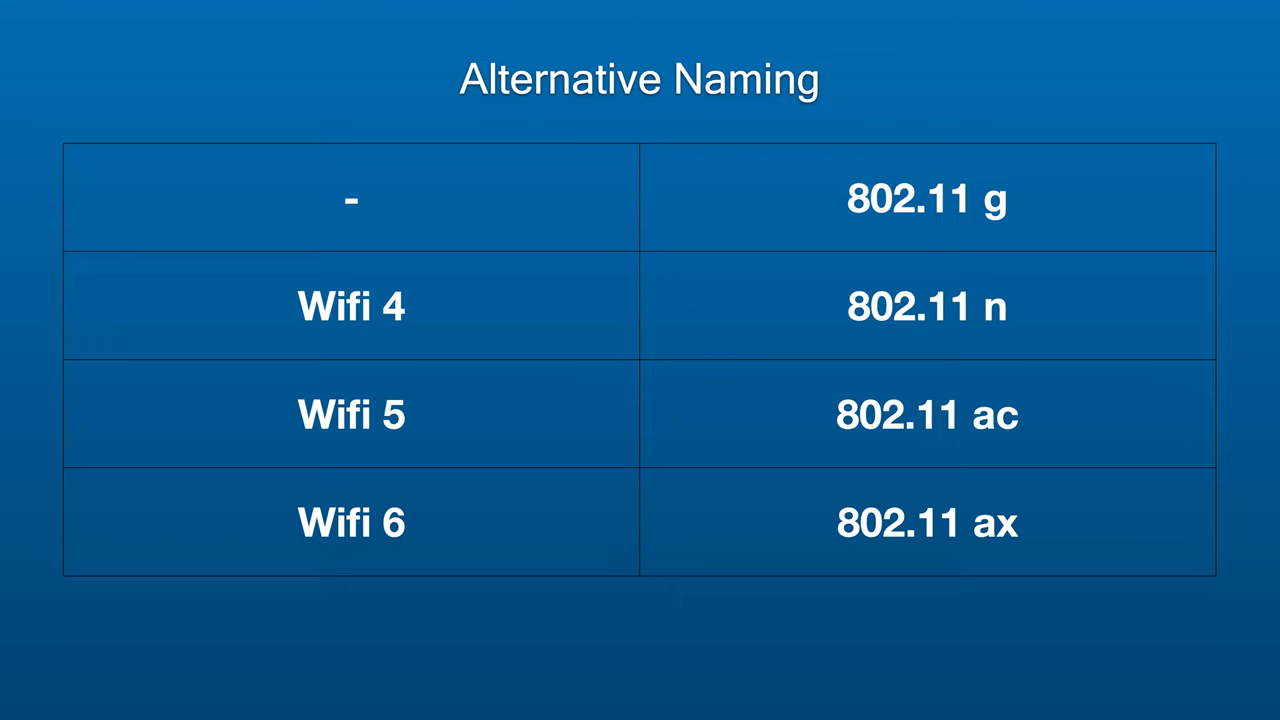 Alternative Naming
- 802.11 g
Wifi 4 802.11 n
Wifi 5 802.11 ac
Wifi 6 802.11 ax